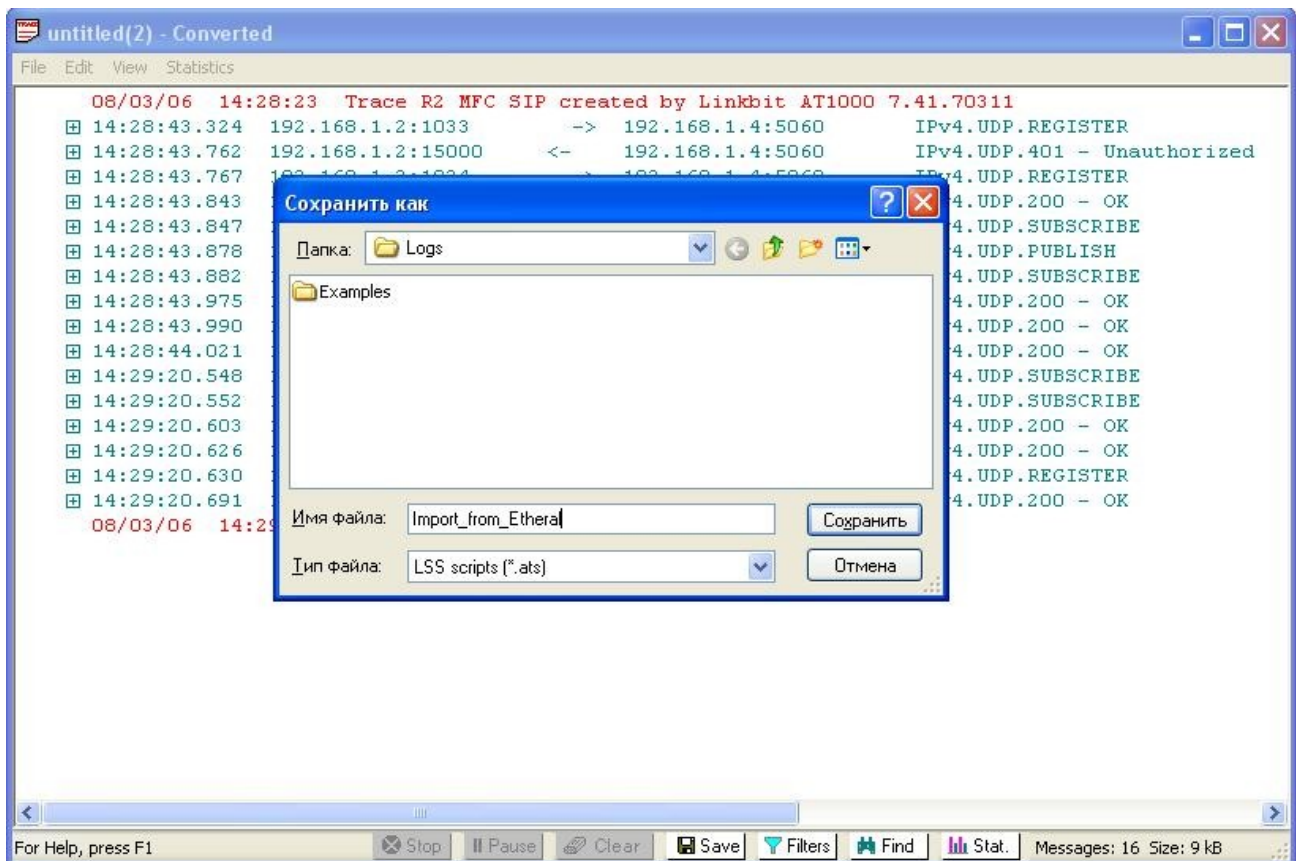 untitled(2) - Converted
File Edit View Statistics
08/03/06 14:28:23 Trace R2 MFC SIP created by Linkbit AT1000 7.41.70311
14:28:43.324 192.168.1.2:1033 -> 192.168.1.4:5060 IPv4.UDP.REGISTER
14:28:43.762 192.168.1.2:15000 <- 192.168.1.4:5060 IPv4.UDP.401 - Unauthorized
14:28:43.767 v4.UDP.REGISTER
14:28:43.843 4.UDP.200 - OK
14:28:43.847 4.UDP.SUBSCRIBE
14:28:43.878 4.UDP.PUBLISH
14:28:43.882 4.UDP.SUBSCRIBE
14:28:43.975 4.UDP.200 - OK
14:28:43.990 4.UDP.200 - OK
14:28:44.021 4.UDP.200 - OK
14:29:20.548 4.UDP.SUBSCRIBE
14:29:20.552 4.UDP.SUBSCRIBE
14:29:20.603 4.UDP.200 - OK
14:29:20.626 4.UDP.200 - OK
14:29:20.630 4.UDP.REGISTER
14:29:20.691 4.UDP.200 - OK
08/03/06 14:29
Сохранить как
Папка: Logs
Examples
Имя файла: Import_from_Etheral Сохранить
Тип файла: LSS scripts (*.ats) Отмена
For Help, press F1 Stop Pause Clear Save Filters Find Stat. Messages: 16 Size: 9 kB